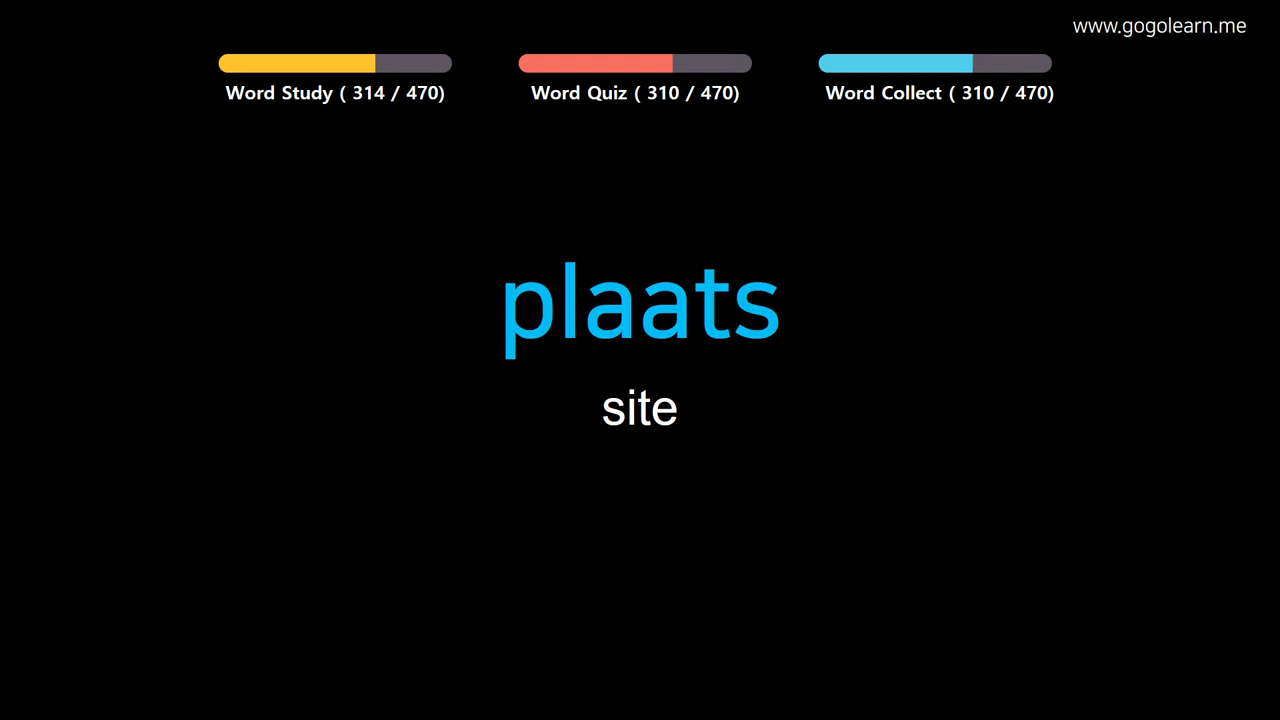 www.gogolearn.me
Word Study ( 314 / 470)
Word Quiz ( 310 / 470)
Word Collect ( 310 / 470)
plaats
site